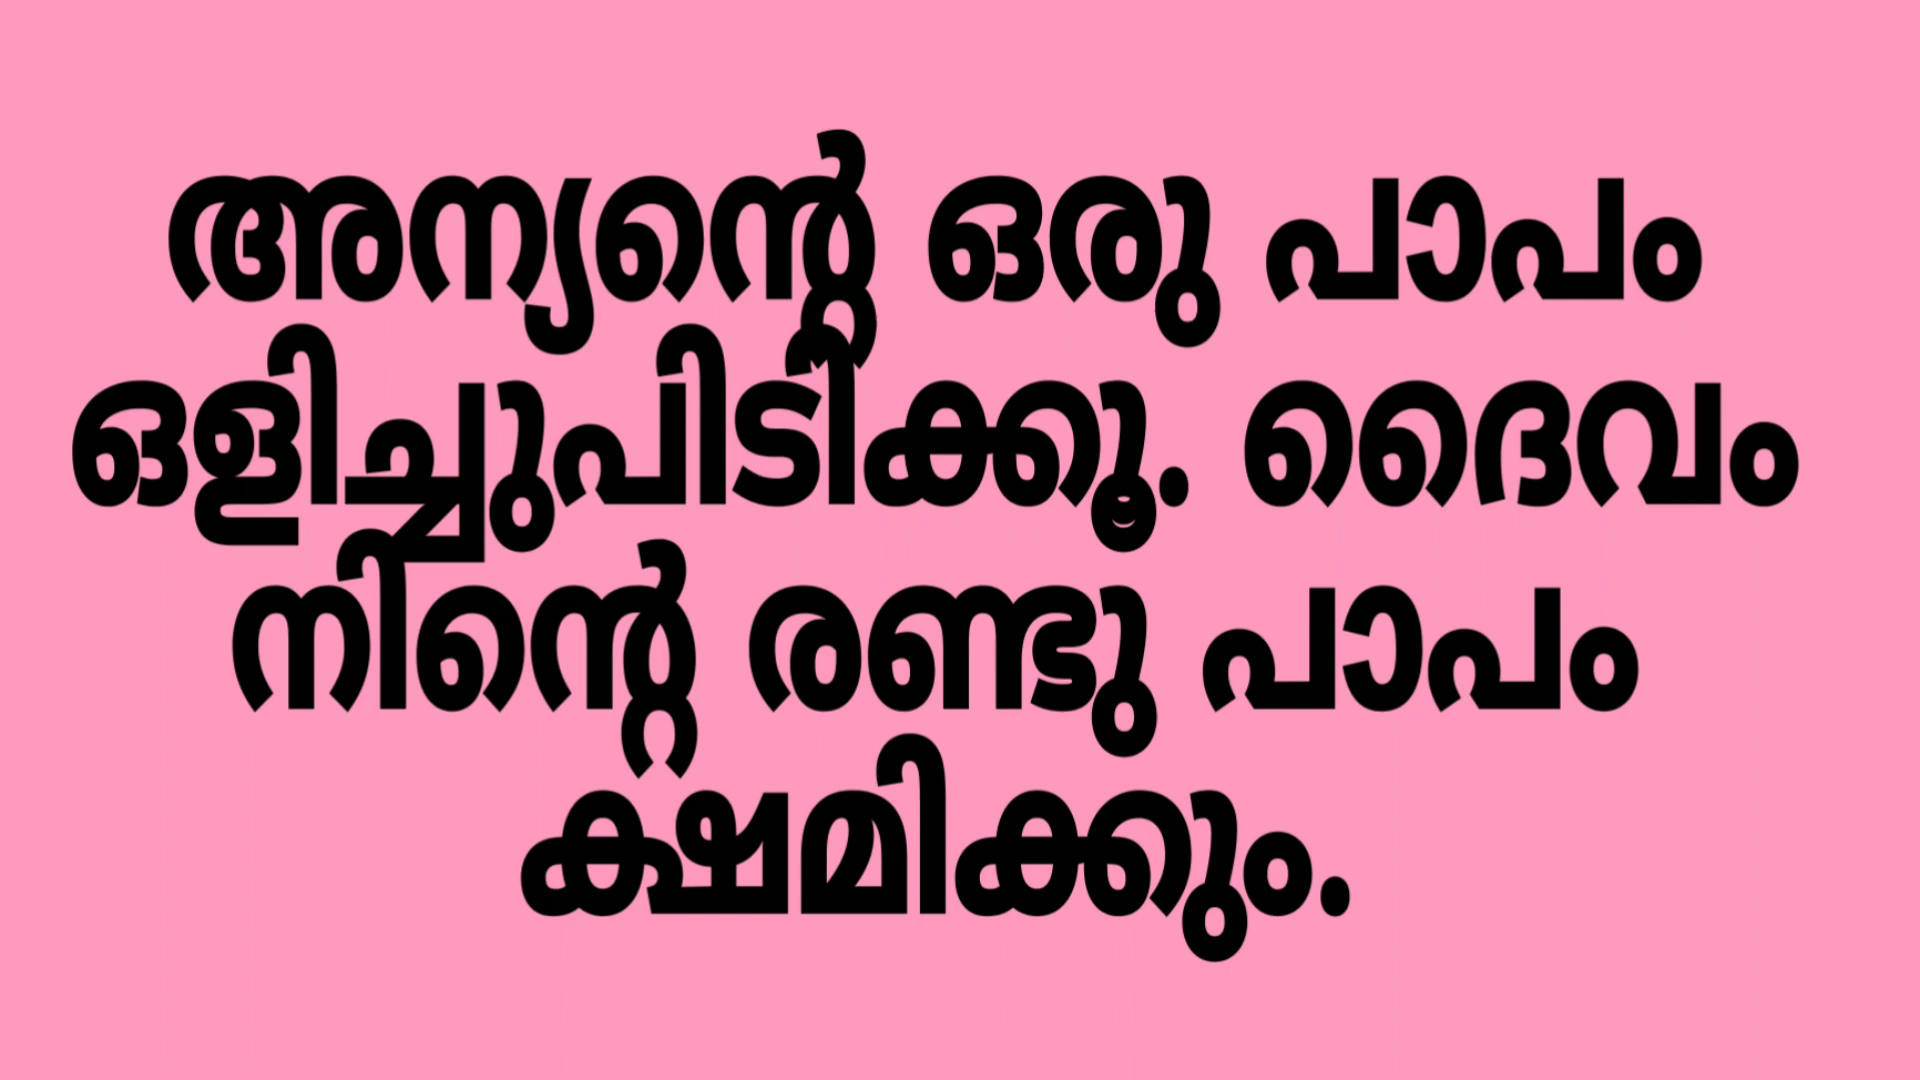 അന്യന്റെ ഒരു പാപം
ഒളിച്ചുപിടിക്കൂ. ദൈവം
നിന്റെ രണ്ടു പാപം
ക്ഷമിക്കും.